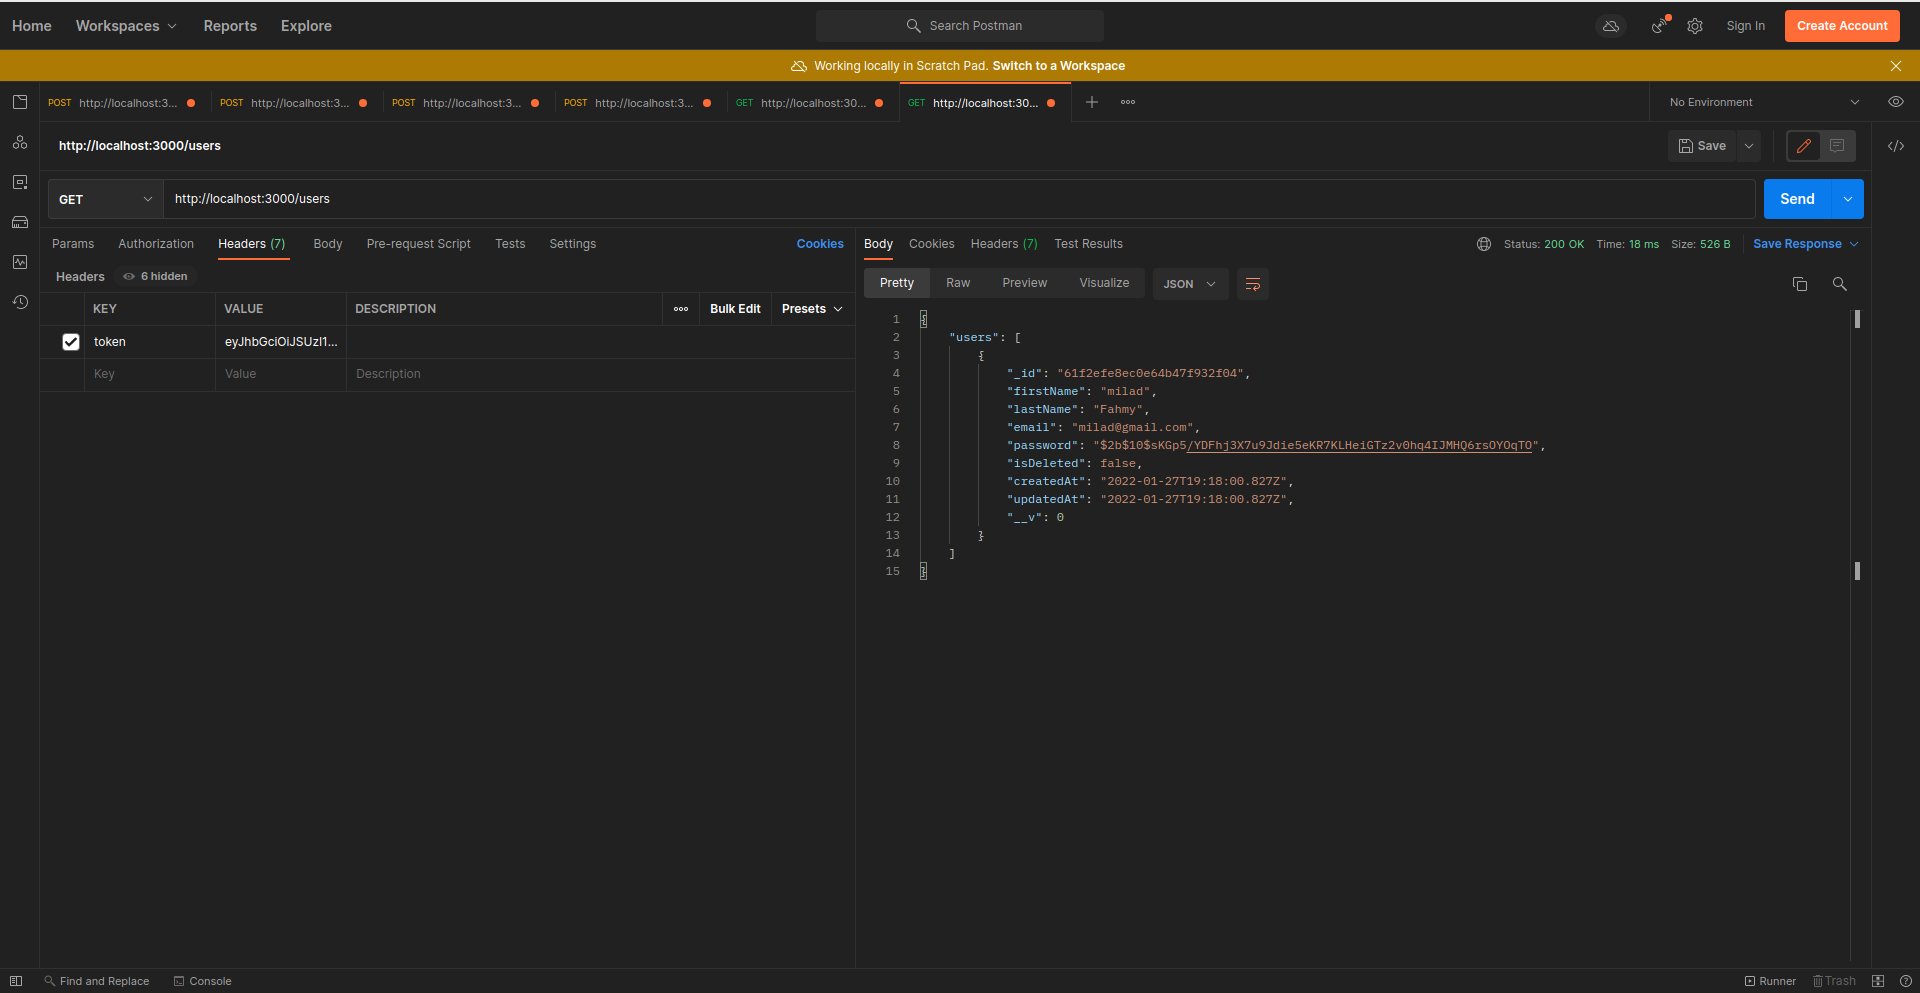 Home Workspaces Reports Explore Search Postman Sign In Create Account
Working locally in Scratch Pad. Switch to a Workspace
POST http://localhost:3... POST http://localhost:3... POST http://localhost:3... POST http://localhost:3... GET http://localhost:30... GET http://localhost:30... No Environment
http://localhost:3000/users Save
GET http://localhost:3000/users Send
Params Authorization Headers (7) Body Pre-request Script Tests Settings Cookies
Headers 6 hidden
KEY VALUE DESCRIPTION Bulk Edit Presets
token eyJhbGciOiJSUzI1...
Key Value Description
Body Cookies Headers (7) Test Results Status: 200 OK Time: 18 ms Size: 526 B Save Response
Pretty Raw Preview Visualize JSON
1 {
2 "users": [
3 {
4 "_id": "61f2efe8ec0e64b47f932f04",
5 "firstName": "milad",
6 "lastName": "Fahmy",
7 "email": "milad@gmail.com",
8 "password": "$2b$10$sKGp5/YDFhj3X7u9Jdie5eKR7KLHeiGTz2v0hq4IJMHQ6rsOYOqTO",
9 "isDeleted": false,
10 "createdAt": "2022-01-27T19:18:00.827Z",
11 "updatedAt": "2022-01-27T19:18:00.827Z",
12 "__v": 0
13 }
14 ]
15 }
Find and Replace Console Runner Trash